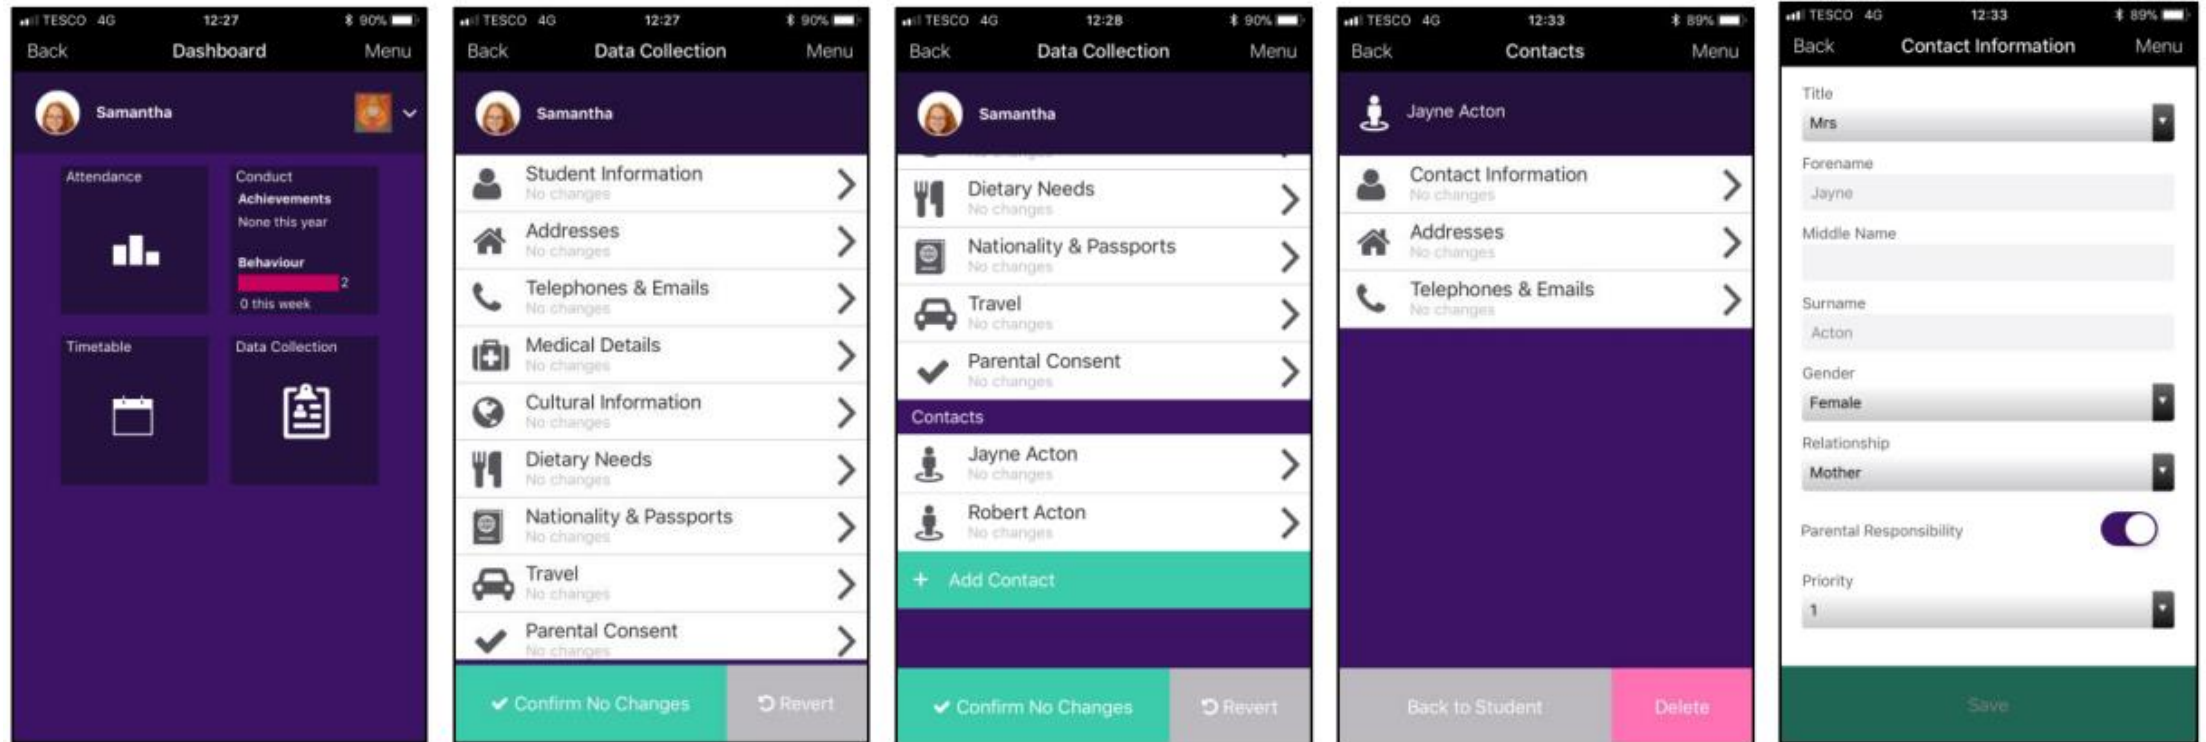 TESCO 4G 12:27 90%
Back Dashboard Menu
Samantha
Attendance
Conduct
Achievements
None this year
Behaviour
2
0 this week
Timetable
Data Collection
TESCO 4G 12:27 90%
Back Data Collection Menu
Samantha
Student Information
No changes
Addresses
No changes
Telephones & Emails
No changes
Medical Details
No changes
Cultural Information
No changes
Dietary Needs
No changes
Nationality & Passports
No changes
Travel
No changes
Parental Consent
No changes
Confirm No Changes Revert
TESCO 4G 12:28 90%
Back Data Collection Menu
Samantha
Dietary Needs
No changes
Nationality & Passports
No changes
Travel
No changes
Parental Consent
No changes
Contacts
Jayne Acton
No changes
Robert Acton
No changes
+ Add Contact
Confirm No Changes Revert
TESCO 4G 12:33 89%
Back Contacts Menu
Jayne Acton
Contact Information
No changes
Addresses
No changes
Telephones & Emails
No changes
Back to Student Delete
TESCO 4G 12:33 89%
Back Contact Information Menu
Title
Mrs
Forename
Jayne
Middle Name
Surname
Acton
Gender
Female
Relationship
Mother
Parental Responsibility
Priority
1
Save